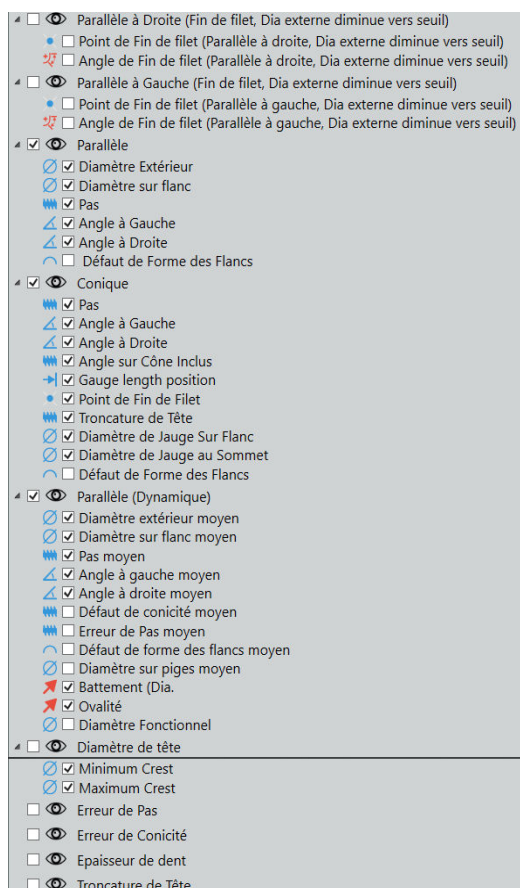 Parallèle à Droite (Fin de filet, Dia externe diminue vers seuil)
Point de Fin de filet (Parallèle à droite, Dia externe diminue vers seuil)
Angle de Fin de filet (Parallèle à droite, Dia externe diminue vers seuil)
Parallèle à Gauche (Fin de filet, Dia externe diminue vers seuil)
Point de Fin de filet (Parallèle à gauche, Dia externe diminue vers seuil)
Angle de Fin de filet (Parallèle à gauche, Dia externe diminue vers seuil)
Parallèle
Diamètre Extérieur
Diamètre sur flanc
Pas
Angle à Gauche
Angle à Droite
Défaut de Forme des Flancs
Conique
Pas
Angle à Gauche
Angle à Droite
Angle sur Cône Inclus
Gauge length position
Point de Fin de Filet
Troncature de Tête
Diamètre de Jauge Sur Flanc
Diamètre de Jauge au Sommet
Défaut de Forme des Flancs
Parallèle (Dynamique)
Diamètre extérieur moyen
Diamètre sur flanc moyen
Pas moyen
Angle à gauche moyen
Angle à droite moyen
Défaut de conicité moyen
Erreur de Pas moyen
Défaut de forme des flancs moyen
Diamètre sur piges moyen
Battement (Dia.
Ovalité
Diamètre Fonctionnel
Diamètre de tête
Minimum Crest
Maximum Crest
Erreur de Pas
Erreur de Conicité
Epaisseur de dent
Troncature de Tête